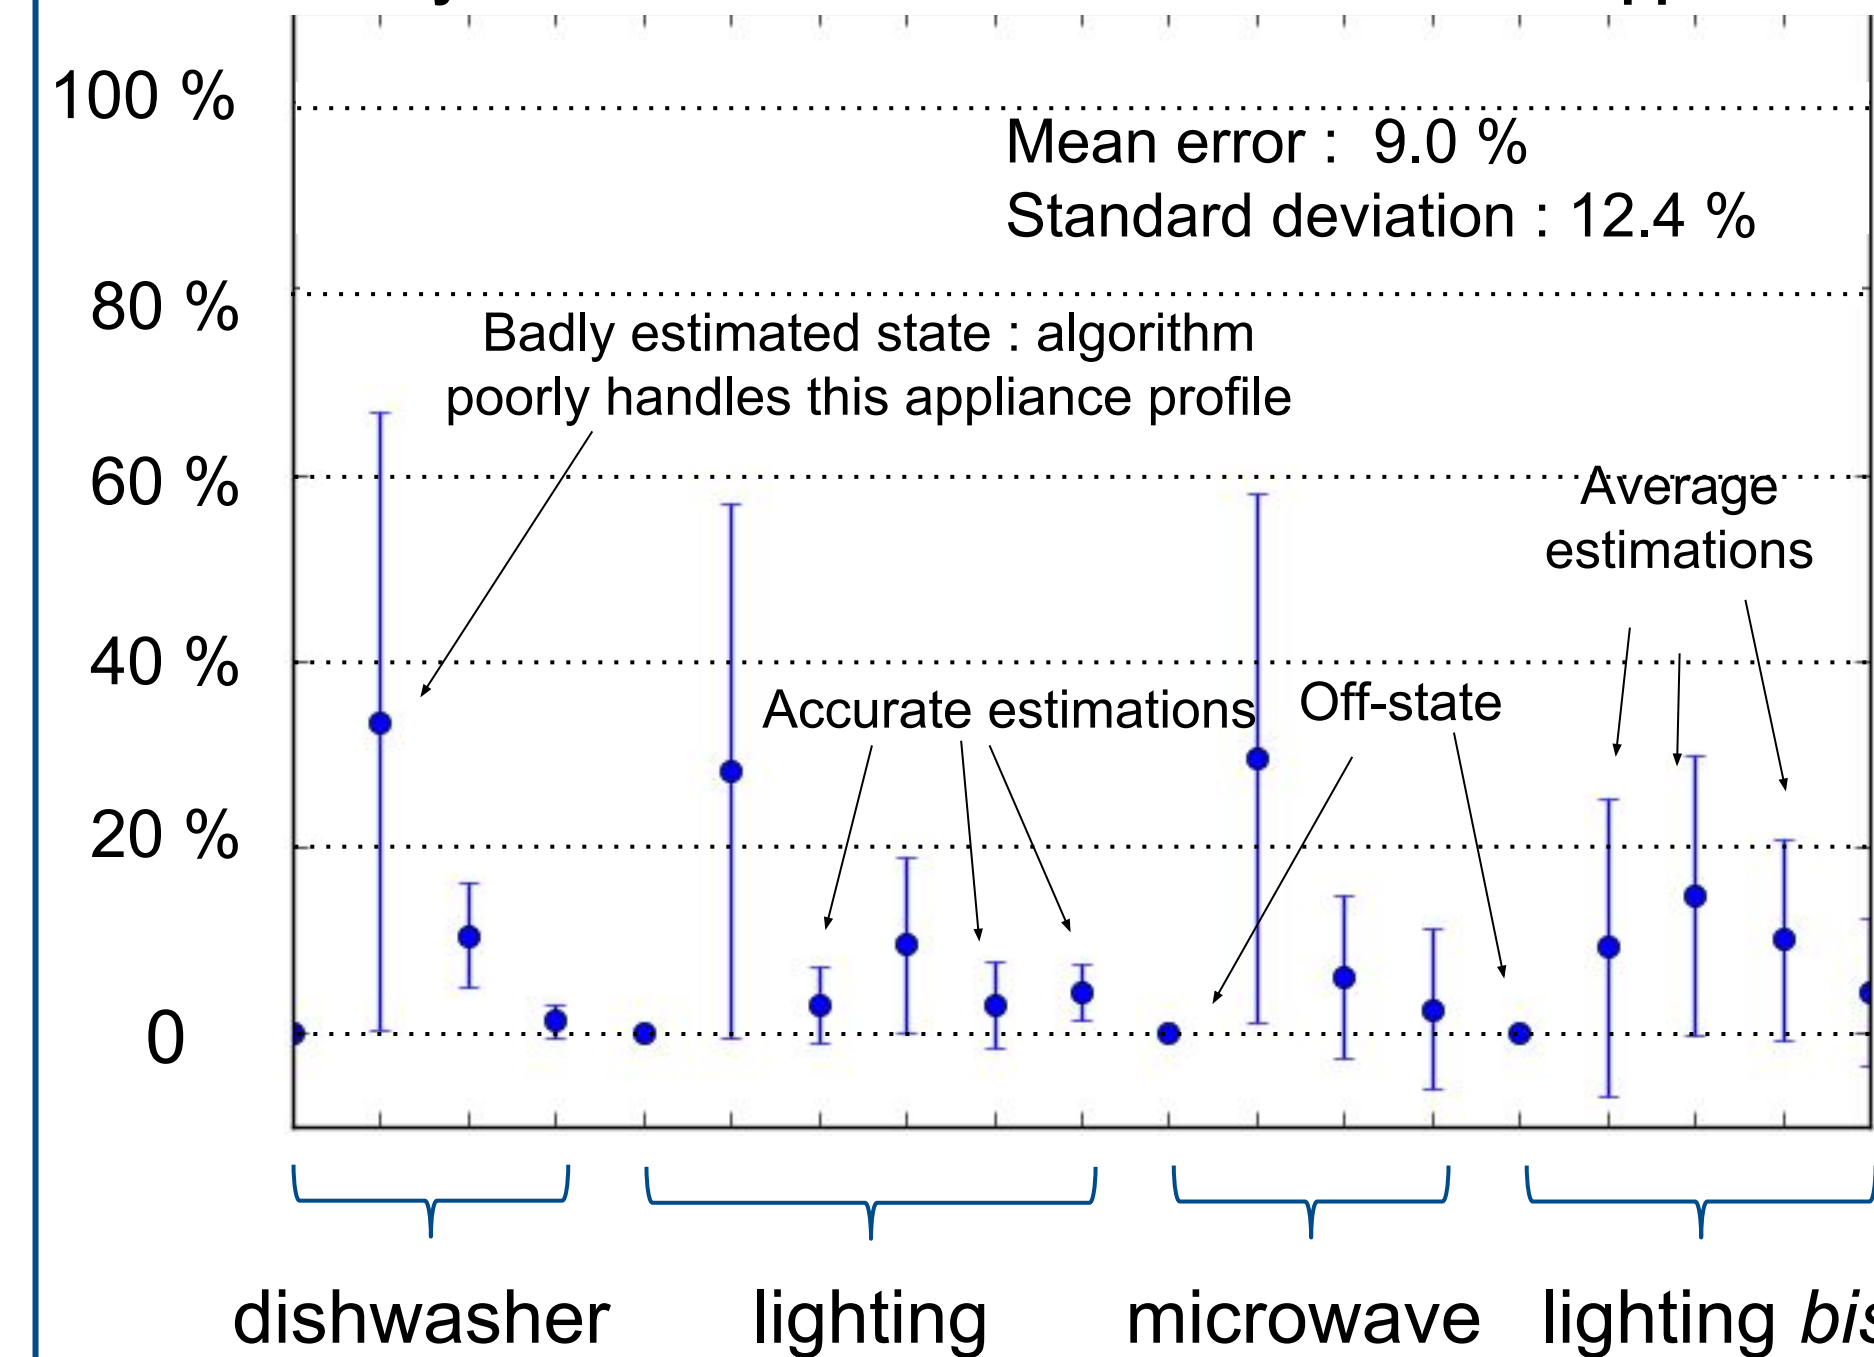 100 %
Mean error : 9.0 %
Standard deviation : 12.4 %
80 %
Badly estimated state : algorithm
poorly handles this appliance profile
60 %
Average
estimations
40 %
Accurate estimations
Off-state
20 %
0
dishwasher
lighting
microwave
lighting bis